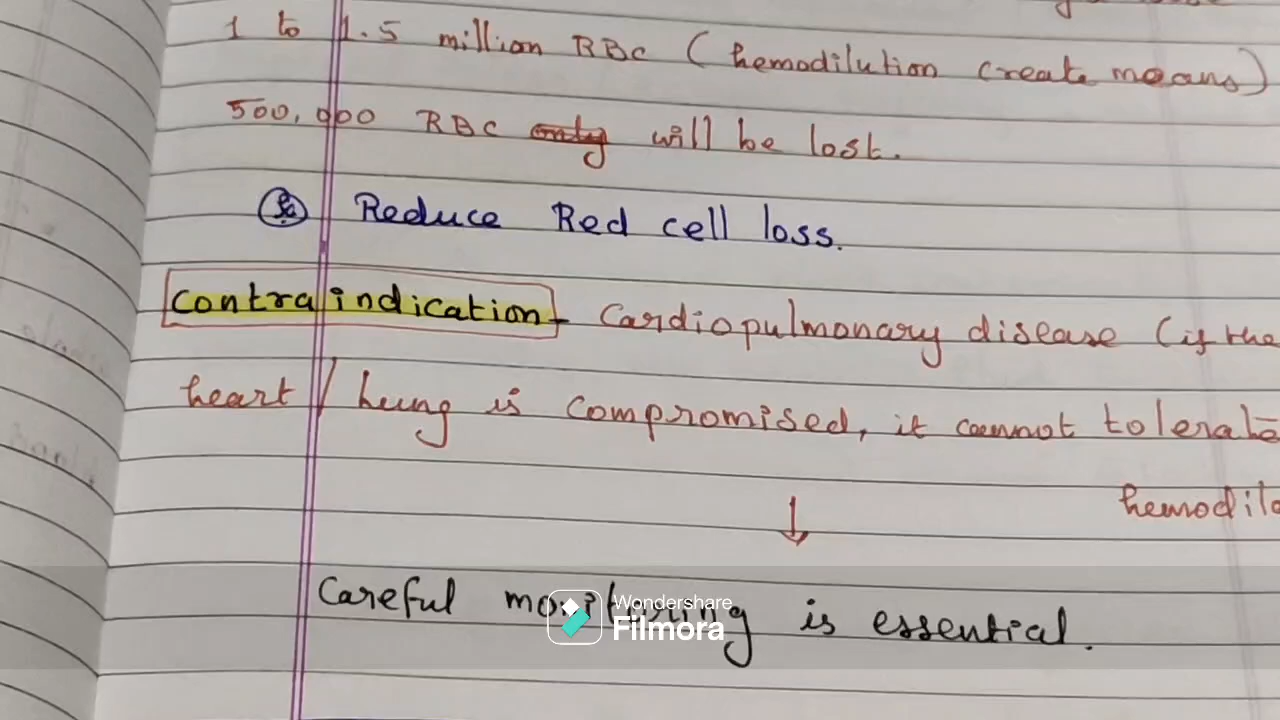 1 to 1.5 million RBC (hemodilution create means)
500,000 RBC only will be lost.
So Reduce Red cell loss.
Contraindication - Cardiopulmonary disease (if the
heart / lung is compromised, it cannot tolerate
hemodil
↓
Careful monitoring is essential.
Wondershare
Filmora